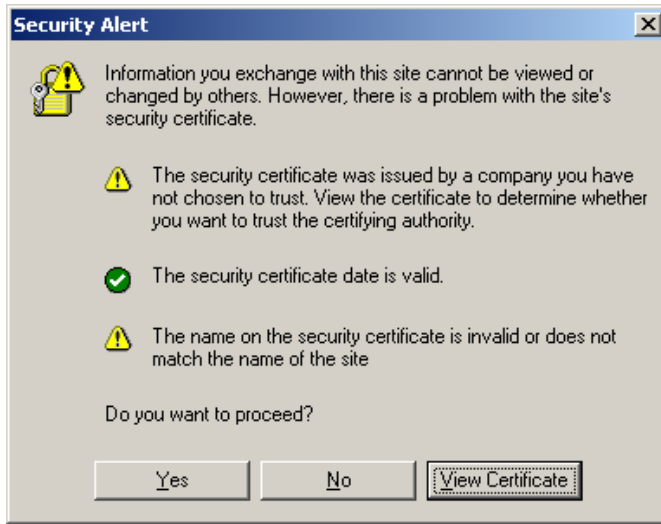 Security Alert
Information you exchange with this site cannot be viewed or
changed by others. However, there is a problem with the site's
security certificate.
The security certificate was issued by a company you have
not chosen to trust. View the certificate to determine whether
you want to trust the certifying authority.
The security certificate date is valid.
The name on the security certificate is invalid or does not
match the name of the site
Do you want to proceed?
Yes No View Certificate